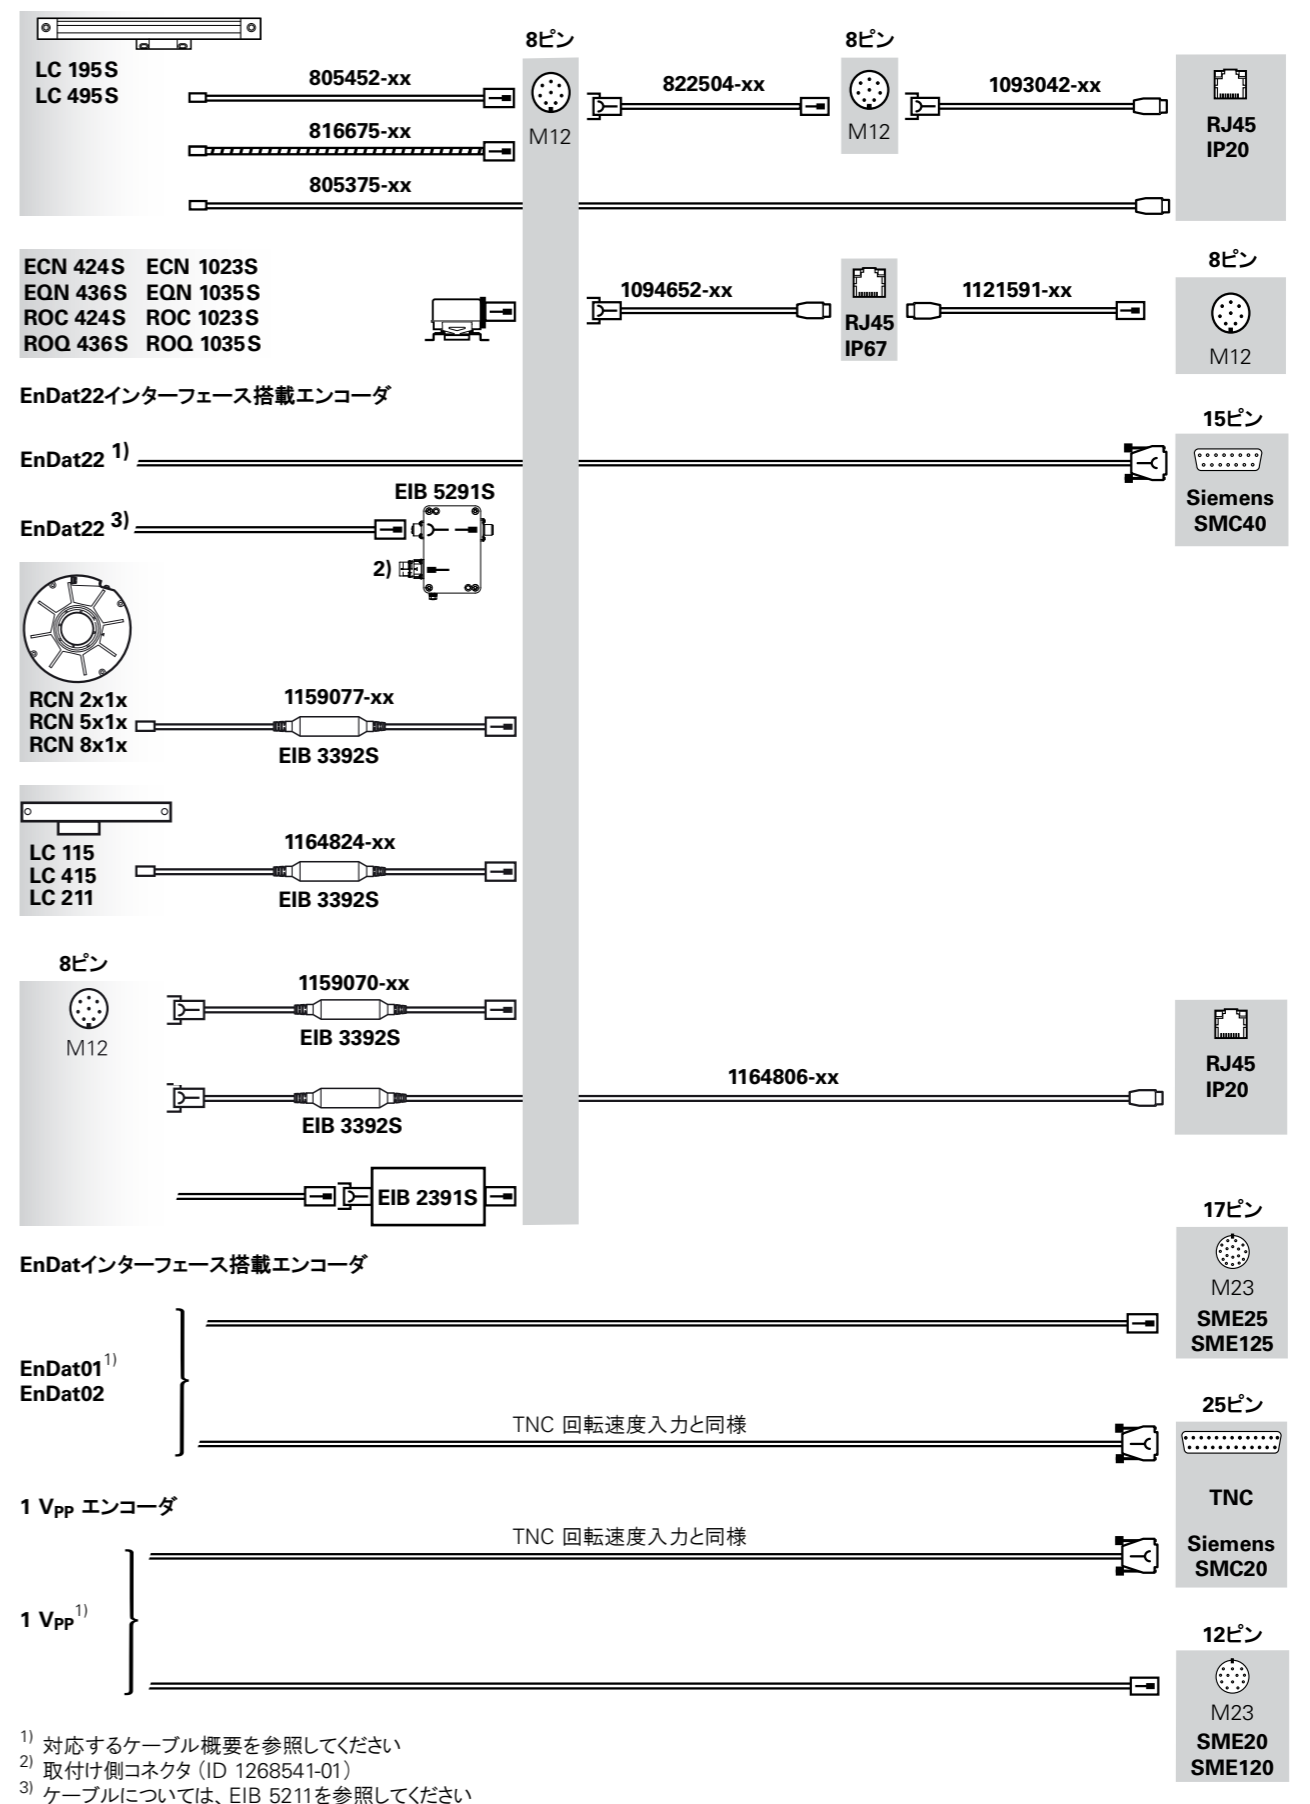 8ピン
8ピン
LC 195S
LC 495S
805452-xx
822504-xx
1093042-xx
M12
M12
RJ45
IP20
816675-xx
805375-xx
ECN 424S ECN 1023S
EQN 436S EQN 1035S
ROC 424S ROC 1023S
ROQ 436S ROQ 1035S
1094652-xx
RJ45
IP67
1121591-xx
8ピン
M12
EnDat22インターフェース搭載エンコーダ
15ピン
EnDat22 1)
Siemens
SMC40
EIB 5291S
EnDat22 3)
2)
RCN 2x1x
RCN 5x1x
RCN 8x1x
1159077-xx
EIB 3392S
LC 115
LC 415
LC 211
1164824-xx
EIB 3392S
8ピン
M12
1159070-xx
EIB 3392S
RJ45
IP20
1164806-xx
EIB 3392S
EIB 2391S
17ピン
M23
SME25
SME125
EnDatインターフェース搭載エンコーダ
EnDat01 1)
EnDat02
25ピン
TNC 回転速度入力と同様
TNC
Siemens
SMC20
1 VPP エンコーダ
TNC 回転速度入力と同様
1 VPP 1)
12ピン
M23
SME20
SME120
1) 対応するケーブル概要を参照してください
2) 取付け側コネクタ（ID 1268541-01）
3) ケーブルについては、EIB 5211を参照してください